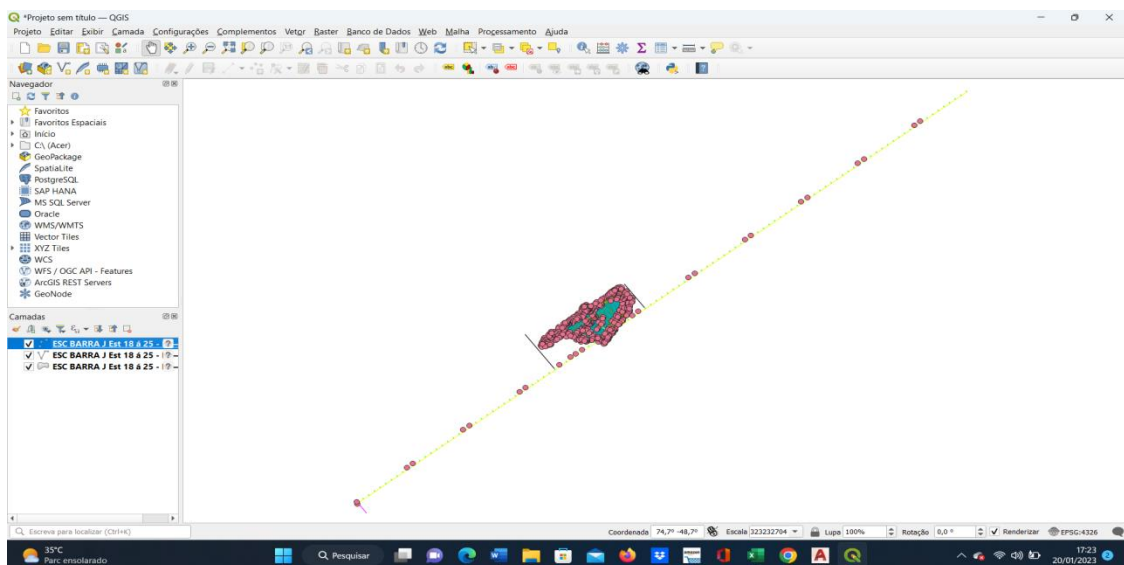 *Projeto sem título — QGIS
Projeto Editar Exibir Camada Configurações Complementos Vetor Raster Banco de Dados Web Malha Processamento Ajuda
Navegador
Favoritos
Favoritos Espaciais
Início
C:\ (Acer)
GeoPackage
SpatiaLite
PostgreSQL
SAP HANA
MS SQL Server
Oracle
WMS/WMTS
Vector Tiles
XYZ Tiles
WCS
WFS / OGC API - Features
ArcGIS REST Servers
GeoNode
Camadas
ESC BARRA J Est 18 á 25 -
ESC BARRA J Est 18 á 25 -
ESC BARRA J Est 18 á 25 -
Escreva para localizar (Ctrl+K)
Coordenada 74,7° -48,7° Escala 323232704 Lupa 100% Rotação 0,0 ° Renderizar EPSG:4326
35°C
Parc ensolarado
Pesquisar
17:23
20/01/2023